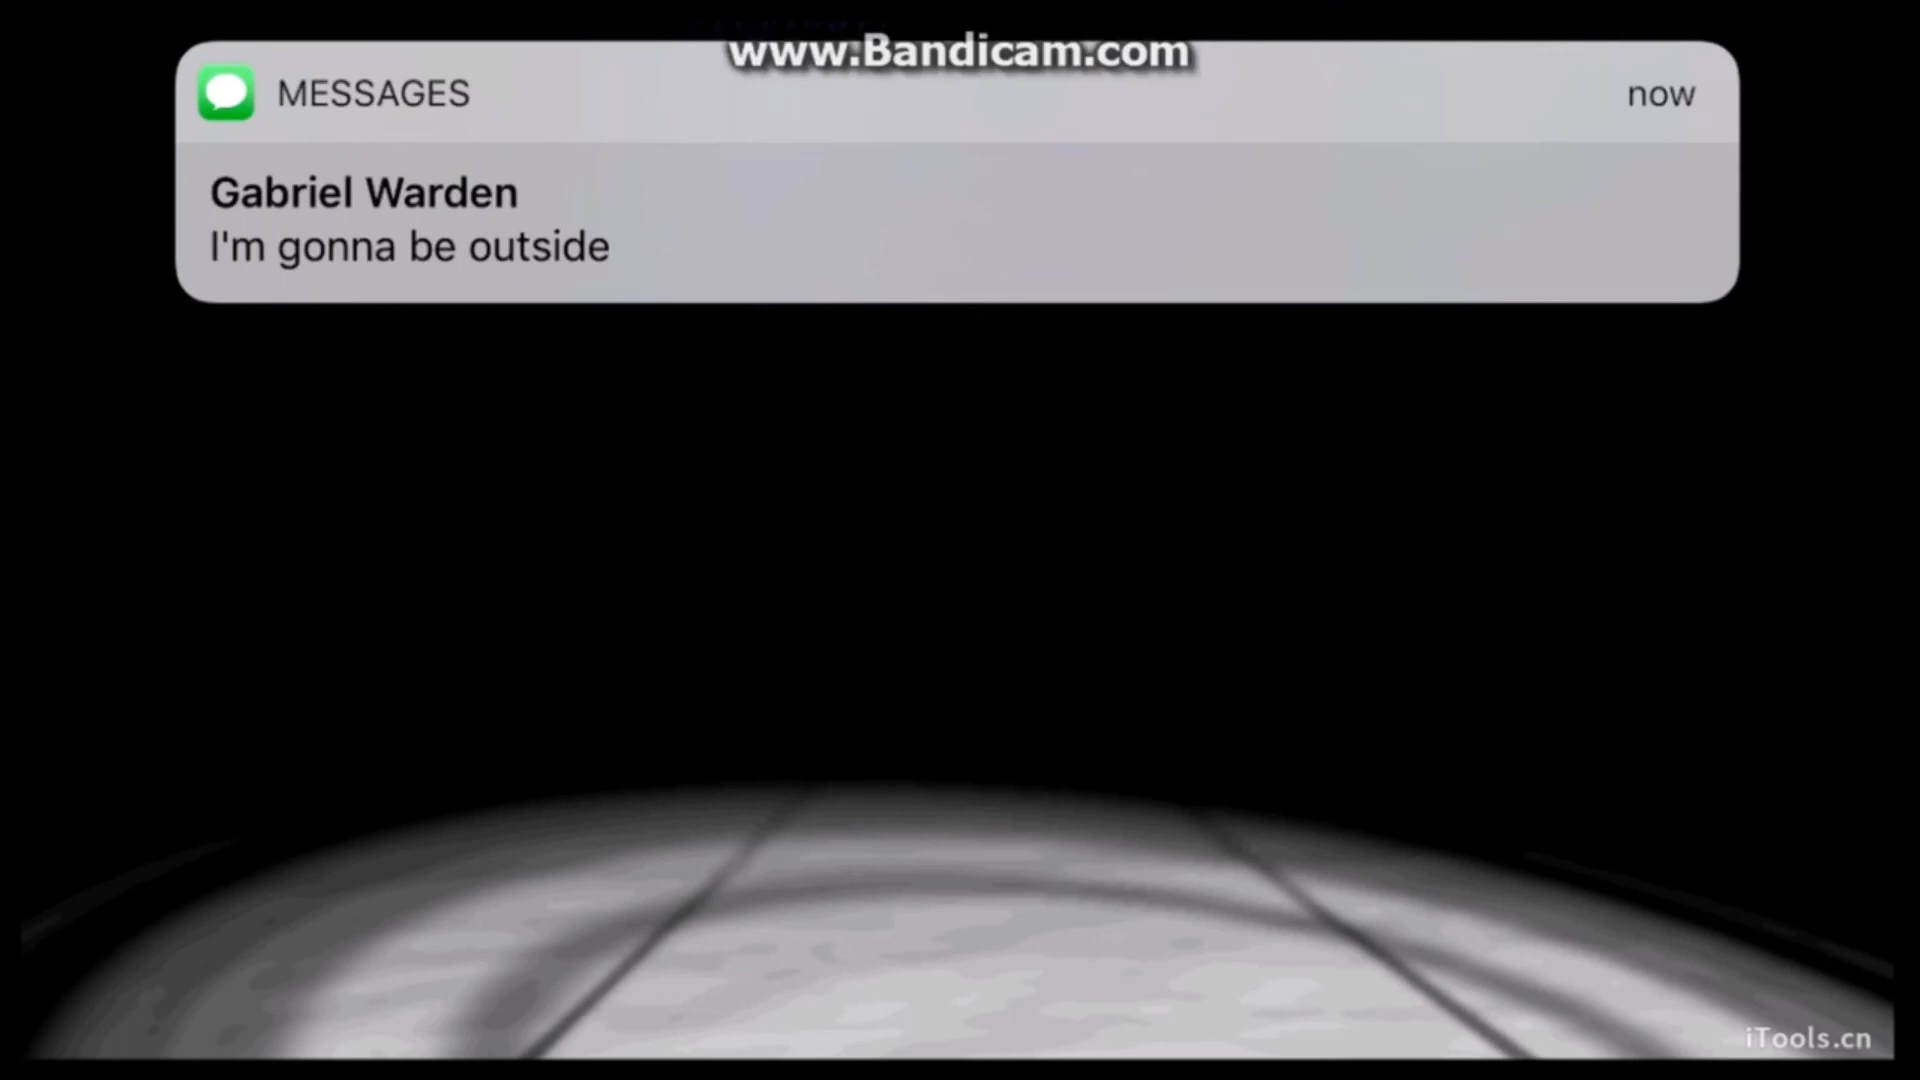 www.Bandicam.com
MESSAGES
now
Gabriel Warden
I'm gonna be outside
iTools.cn